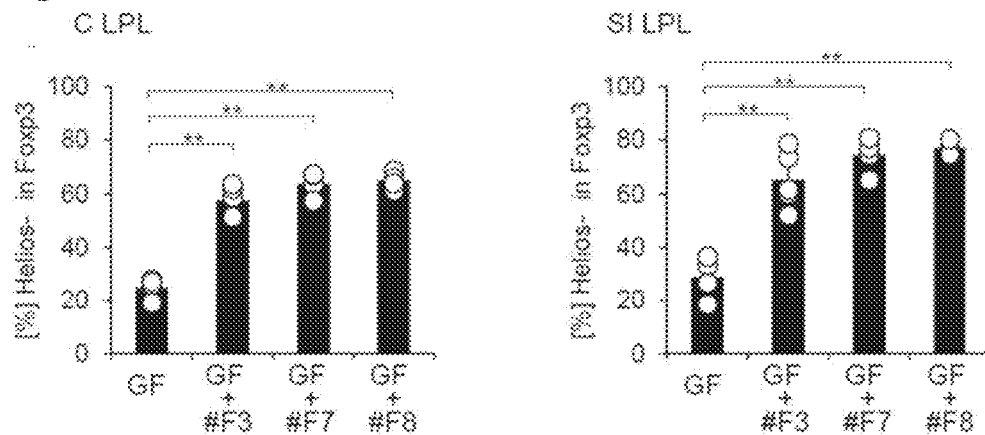 C LPL
[%] Helios- in Foxp3
100
80
60
40
20
0
**
**
**
GF
GF + #F3
GF + #F7
GF + #F8
SI LPL
[%] Helios- in Foxp3
100
80
60
40
20
0
**
**
**
GF
GF + #F3
GF + #F7
GF + #F8